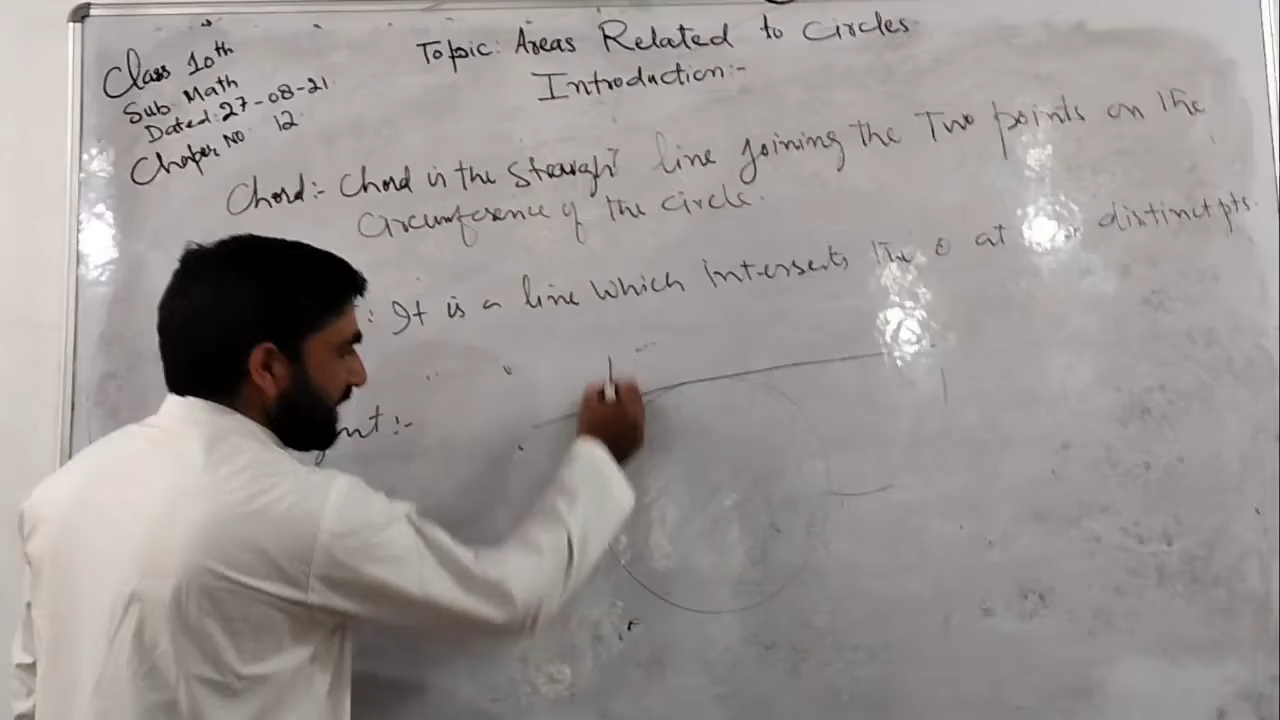 Class 10th
Sub Math
Dated: 27-08-21
Chapter No: 12
Topic: Areas Related to Circles
Introduction:-
Chord:- Chord is the line joining the Two points on the
circumference of the circle.
: It is a line which intersects the at distinct pts.
:-